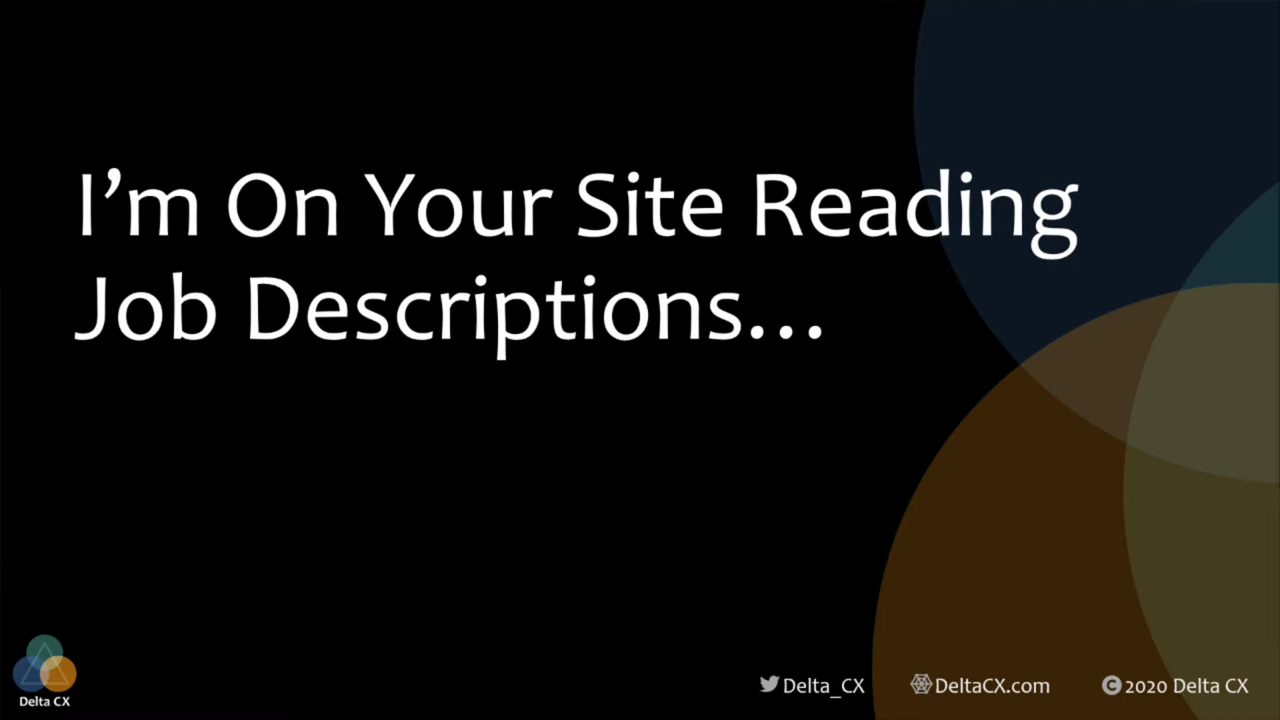 I’m On Your Site Reading
Job Descriptions…
Delta CX
Delta_CX
DeltaCX.com
©2020 Delta CX